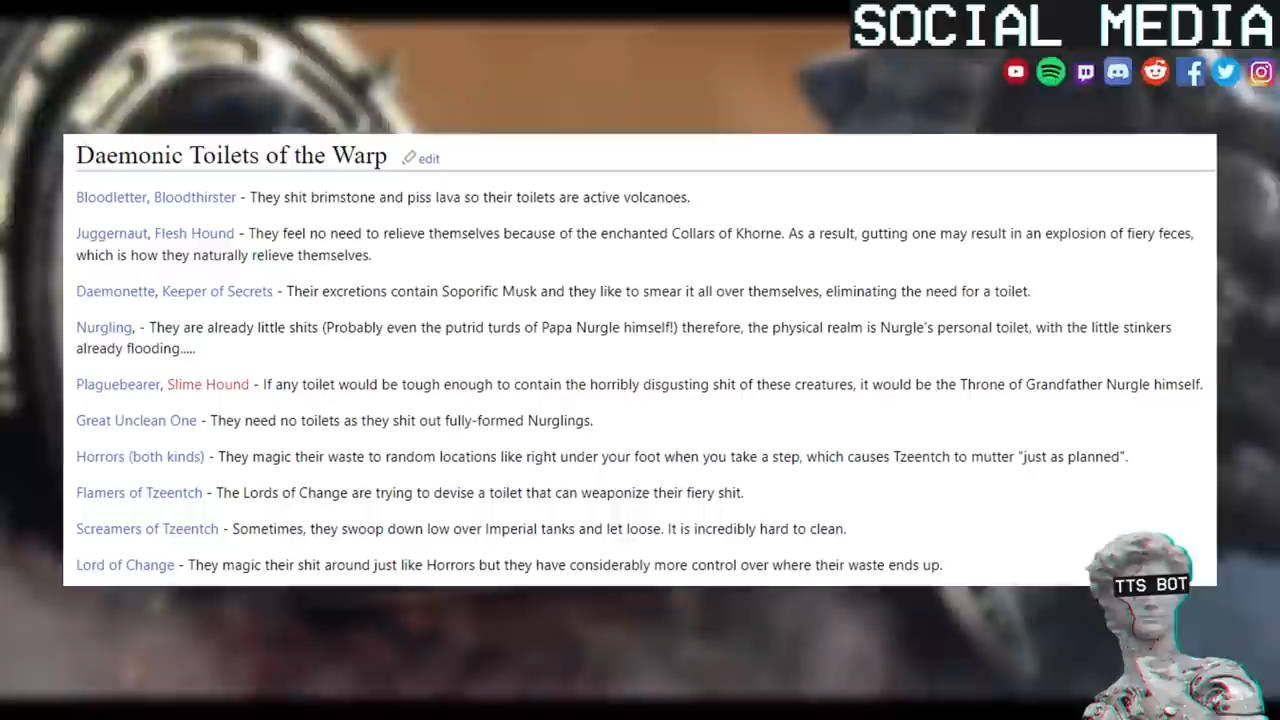 SOCIAL MEDIA
Daemonic Toilets of the Warp edit
Bloodletter, Bloodthirster - They shit brimstone and piss lava so their toilets are active volcanoes.
Juggernaut, Flesh Hound - They feel no need to relieve themselves because of the enchanted Collars of Khorne. As a result, gutting one may result in an explosion of fiery feces,
which is how they naturally relieve themselves.
Daemonette, Keeper of Secrets - Their excretions contain Soporific Musk and they like to smear it all over themselves, eliminating the need for a toilet.
Nurgling, - They are already little shits (Probably even the putrid turds of Papa Nurgle himself!) therefore, the physical realm is Nurgle's personal toilet, with the little stinkers
already flooding.....
Plaguebearer, Slime Hound - If any toilet would be tough enough to contain the horribly disgusting shit of these creatures, it would be the Throne of Grandfather Nurgle himself.
Great Unclean One - They need no toilets as they shit out fully-formed Nurglings.
Horrors (both kinds) - They magic their waste to random locations like right under your foot when you take a step, which causes Tzeentch to mutter "just as planned".
Flamers of Tzeentch - The Lords of Change are trying to devise a toilet that can weaponize their fiery shit.
Screamers of Tzeentch - Sometimes, they swoop down low over Imperial tanks and let loose. It is incredibly hard to clean.
Lord of Change - They magic their shit around just like Horrors but they have considerably more control over where their waste ends up.
TTS BOT